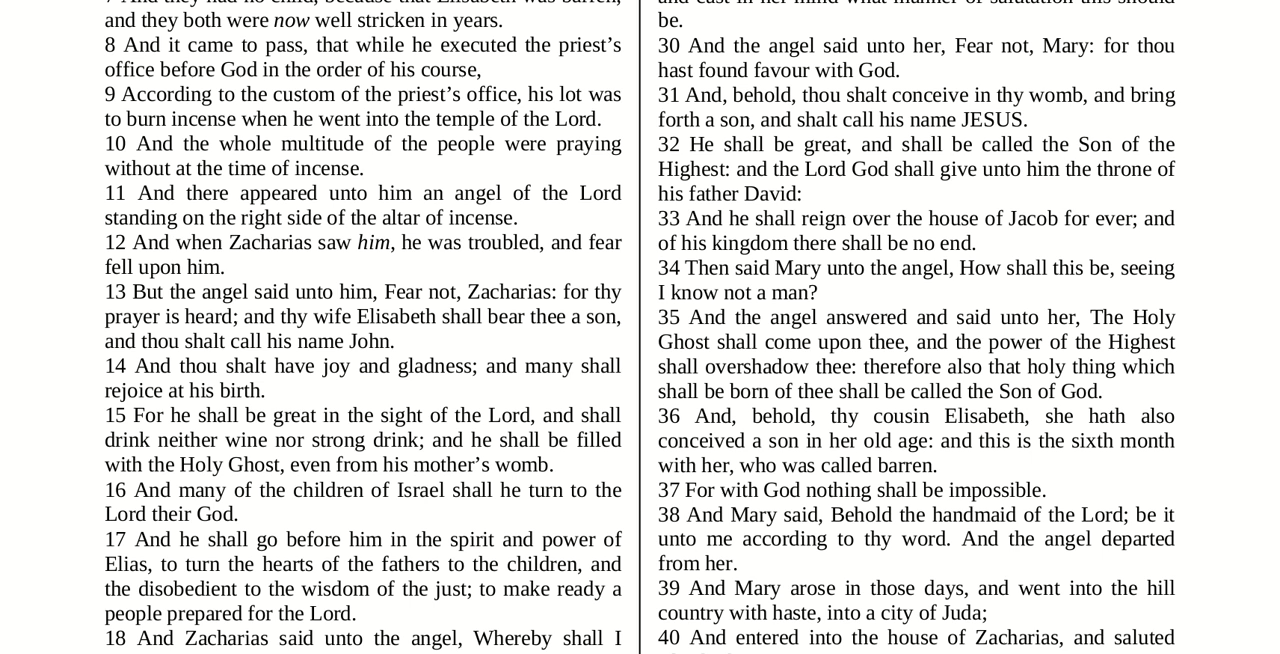 7 And they had no child, because that Elisabeth was barren,
and they both were now well stricken in years.
8 And it came to pass, that while he executed the priest’s
office before God in the order of his course,
9 According to the custom of the priest’s office, his lot was
to burn incense when he went into the temple of the Lord.
10 And the whole multitude of the people were praying
without at the time of incense.
11 And there appeared unto him an angel of the Lord
standing on the right side of the altar of incense.
12 And when Zacharias saw him, he was troubled, and fear
fell upon him.
13 But the angel said unto him, Fear not, Zacharias: for thy
prayer is heard; and thy wife Elisabeth shall bear thee a son,
and thou shalt call his name John.
14 And thou shalt have joy and gladness; and many shall
rejoice at his birth.
15 For he shall be great in the sight of the Lord, and shall
drink neither wine nor strong drink; and he shall be filled
with the Holy Ghost, even from his mother’s womb.
16 And many of the children of Israel shall he turn to the
Lord their God.
17 And he shall go before him in the spirit and power of
Elias, to turn the hearts of the fathers to the children, and
the disobedient to the wisdom of the just; to make ready a
people prepared for the Lord.
18 And Zacharias said unto the angel, Whereby shall I
and cast in her mind what manner of salutation this should
be.
30 And the angel said unto her, Fear not, Mary: for thou
hast found favour with God.
31 And, behold, thou shalt conceive in thy womb, and bring
forth a son, and shalt call his name JESUS.
32 He shall be great, and shall be called the Son of the
Highest: and the Lord God shall give unto him the throne of
his father David:
33 And he shall reign over the house of Jacob for ever; and
of his kingdom there shall be no end.
34 Then said Mary unto the angel, How shall this be, seeing
I know not a man?
35 And the angel answered and said unto her, The Holy
Ghost shall come upon thee, and the power of the Highest
shall overshadow thee: therefore also that holy thing which
shall be born of thee shall be called the Son of God.
36 And, behold, thy cousin Elisabeth, she hath also
conceived a son in her old age: and this is the sixth month
with her, who was called barren.
37 For with God nothing shall be impossible.
38 And Mary said, Behold the handmaid of the Lord; be it
unto me according to thy word. And the angel departed
from her.
39 And Mary arose in those days, and went into the hill
country with haste, into a city of Juda;
40 And entered into the house of Zacharias, and saluted